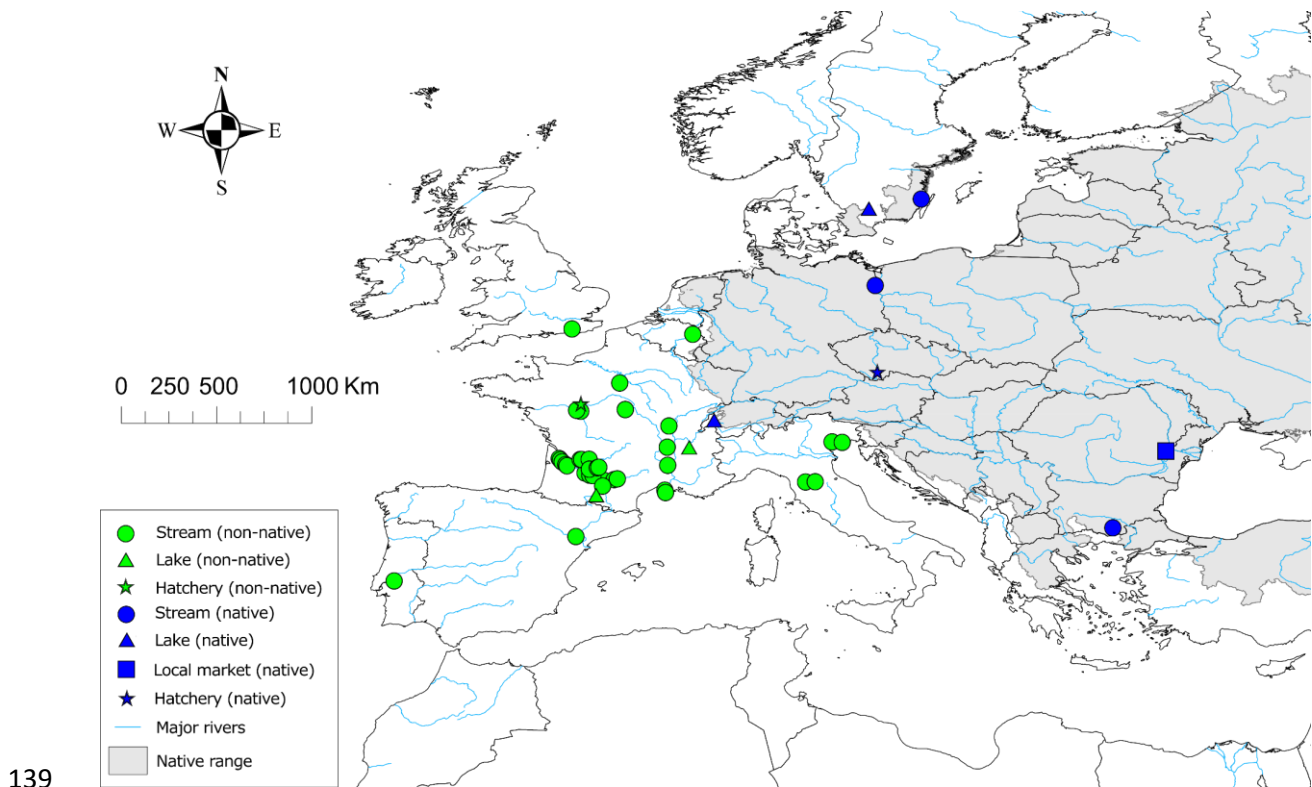 N
W E
S
0 250 500 1000 Km
Stream (non-native)
Lake (non-native)
Hatchery (non-native)
Stream (native)
Lake (native)
Local market (native)
Hatchery (native)
Major rivers
Native range
139